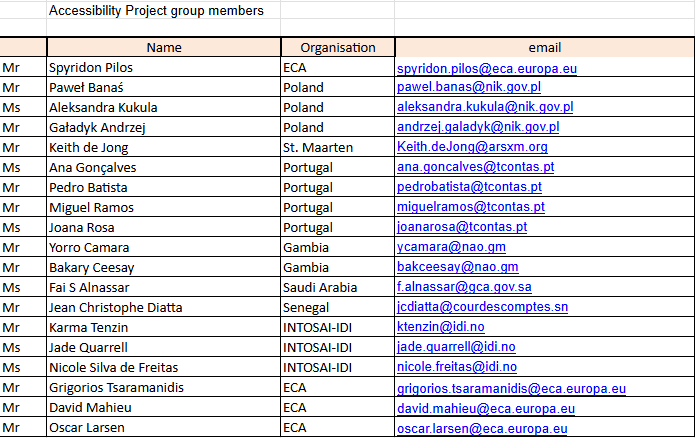 Accessibility Project group members
Name Organisation email
Mr Spyridon Pilos ECA spyridon.pilos@eca.europa.eu
Mr Paweł Banaś Poland pawel.banas@nik.gov.pl
Ms Aleksandra Kukula Poland aleksandra.kukula@nik.gov.pl
Mr Gaładyk Andrzej Poland andrzej.galadyk@nik.gov.pl
Mr Keith de Jong St. Maarten Keith.deJong@arsxm.org
Ms Ana Gonçalves Portugal ana.goncalves@tcontas.pt
Mr Pedro Batista Portugal pedrobatista@tcontas.pt
Mr Miguel Ramos Portugal miguelramos@tcontas.pt
Ms Joana Rosa Portugal joanarosa@tcontas.pt
Mr Yorro Camara Gambia ycamara@nao.gm
Mr Bakary Ceesay Gambia bakceesay@nao.gm
Ms Fai S Alnassar Saudi Arabia f.alnassar@gca.gov.sa
Mr Jean Christophe Diatta Senegal jcdiatta@courdescomptes.sn
Mr Karma Tenzin INTOSAI-IDI ktenzin@idi.no
Ms Jade Quarrell INTOSAI-IDI jade.quarrell@idi.no
Ms Nicole Silva de Freitas INTOSAI-IDI nicole.freitas@idi.no
Mr Grigorios Tsaramanidis ECA grigorios.tsaramanidis@eca.europa.eu
Mr David Mahieu ECA david.mahieu@eca.europa.eu
Mr Oscar Larsen ECA oscar.larsen@eca.europa.eu